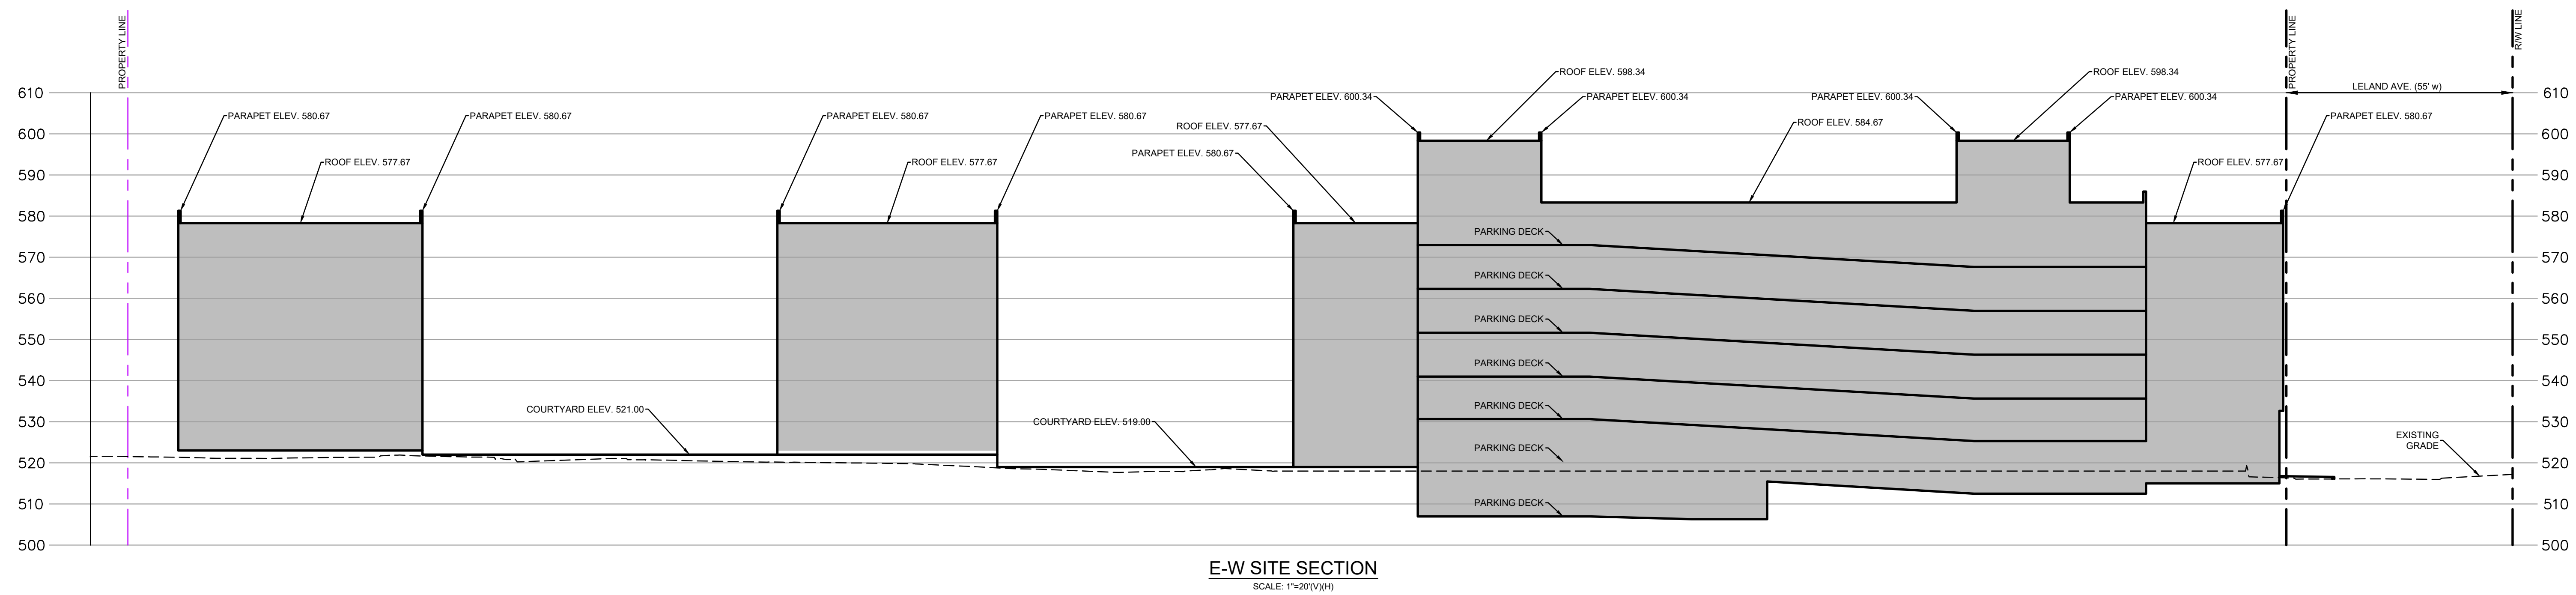 PROPERTY LINE
PROPERTY LINE
R/W LINE
ROOF ELEV. 598.34
ROOF ELEV. 598.34
LELAND AVE. (55' w)
610
610
PARAPET ELEV. 600.34
PARAPET ELEV. 600.34
PARAPET ELEV. 600.34
PARAPET ELEV. 600.34
PARAPET ELEV. 580.67
PARAPET ELEV. 580.67
PARAPET ELEV. 580.67
PARAPET ELEV. 580.67
PARAPET ELEV. 580.67
ROOF ELEV. 577.67
ROOF ELEV. 584.67
600
600
PARAPET ELEV. 580.67
ROOF ELEV. 577.67
ROOF ELEV. 577.67
ROOF ELEV. 577.67
590
590
580
580
PARKING DECK
570
570
PARKING DECK
560
560
PARKING DECK
550
550
PARKING DECK
540
540
PARKING DECK
COURTYARD ELEV. 521.00
COURTYARD ELEV. 519.00
530
530
EXISTING
GRADE
PARKING DECK
520
520
PARKING DECK
510
510
500
500
E-W SITE SECTION
SCALE: 1"=20'(V)(H)